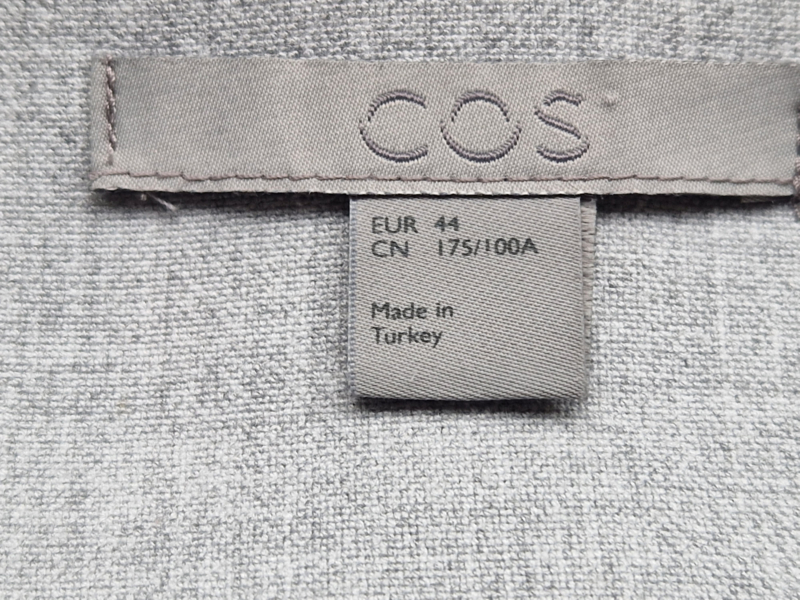 COS
EUR 44
CN 175/100A
Made in
Turkey